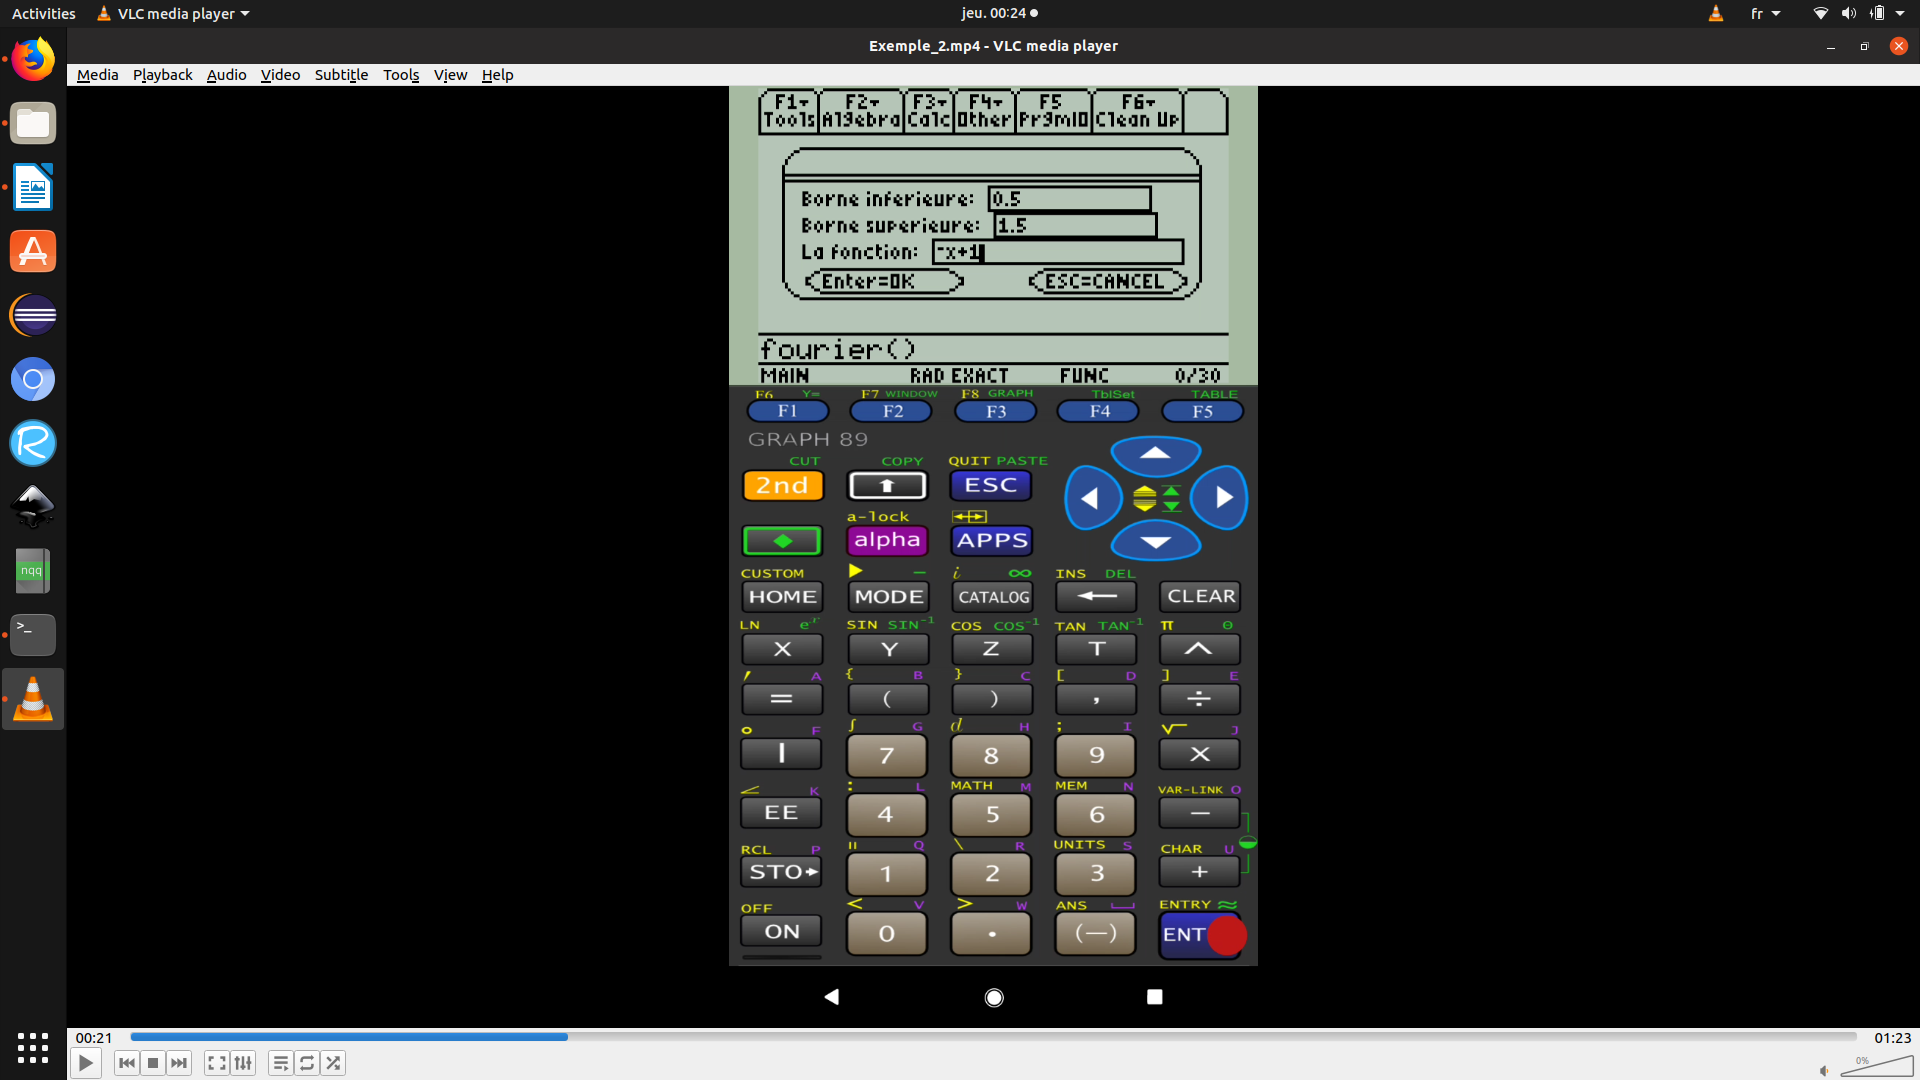 Activities VLC media player jeu. 00:24 fr
Exemple_2.mp4 - VLC media player
Media Playback Audio Video Subtitle Tools View Help
F1 F2 F3 F4 F5 F6
Tools Algebra Calc Other PrgmIO Clean Up
Borne inferieure: 0.5
Borne superieure: 1.5
La fonction: -x+1
Enter=OK ESC=CANCEL
fourier()
MAIN RAD EXACT FUNC 0/30
F6 Y= F7 WINDOW F8 GRAPH TblSet TABLE
F1 F2 F3 F4 F5
GRAPH 89
CUT COPY QUIT PASTE
2nd ESC
a-lock
alpha APPS
CUSTOM ▶ – i ∞ INS DEL
HOME MODE CATALOG ← CLEAR
LN eˣ SIN SIN⁻¹ COS COS⁻¹ TAN TAN⁻¹ π θ
X Y Z T ^
′ A { B } C [ D ] E
= ( ) , ÷
° F ∫ G d H ; I √ J
| 7 8 9 X
∠ K : L MATH M MEM N VAR-LINK O
EE 4 5 6 −
RCL P " Q \ R UNITS S CHAR U
STO▸ 1 2 3 +
OFF < V > W ANS ENTRY ≈
ON 0 . (—) ENT
nqq
00:21 01:23
0%